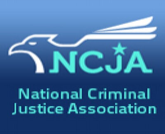 NCJA
National Criminal
Justice Association